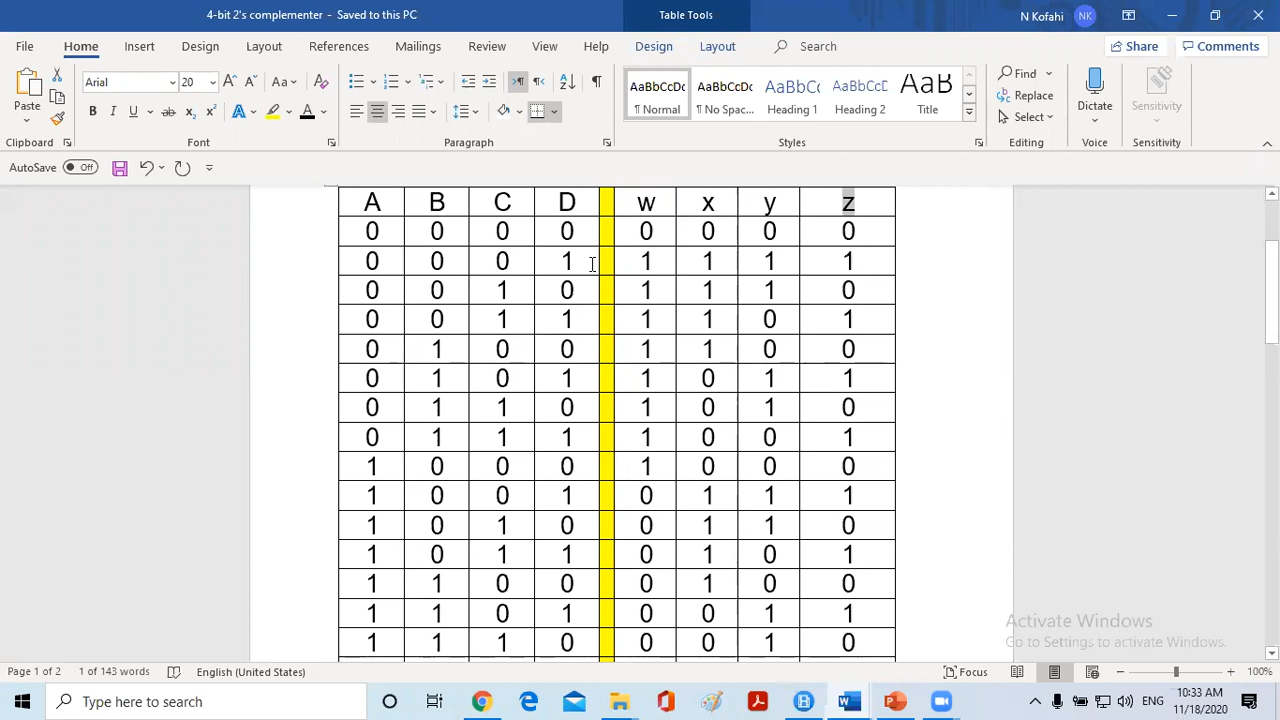 4-bit 2's complementer - Saved to this PC
Table Tools
N Kofahi NK
File Home Insert Design Layout References Mailings Review View Help Design Layout Search Share Comments
Paste
Arial 20 Aa
B I U ab x₂ x² A A
AaBbCcDc AaBbCcDc AaBbC( AaBbCcD AaB
¶ Normal ¶ No Spac... Heading 1 Heading 2 Title
Find
Replace
Select
Dictate
Sensitivity
Clipboard Font Paragraph Styles Editing Voice Sensitivity
AutoSave Off
A B C D w x y z
0 0 0 0 0 0 0 0
0 0 0 1 1 1 1 1
0 0 1 0 1 1 1 0
0 0 1 1 1 1 0 1
0 1 0 0 1 1 0 0
0 1 0 1 1 0 1 1
0 1 1 0 1 0 1 0
0 1 1 1 1 0 0 1
1 0 0 0 1 0 0 0
1 0 0 1 0 1 1 1
1 0 1 0 0 1 1 0
1 0 1 1 0 1 0 1
1 1 0 0 0 1 0 0
1 1 0 1 0 0 1 1
1 1 1 0 0 0 1 0
Activate Windows
Go to Settings to activate Windows.
Page 1 of 2 1 of 143 words English (United States) Focus 100%
Type here to search
ENG
10:33 AM
11/18/2020